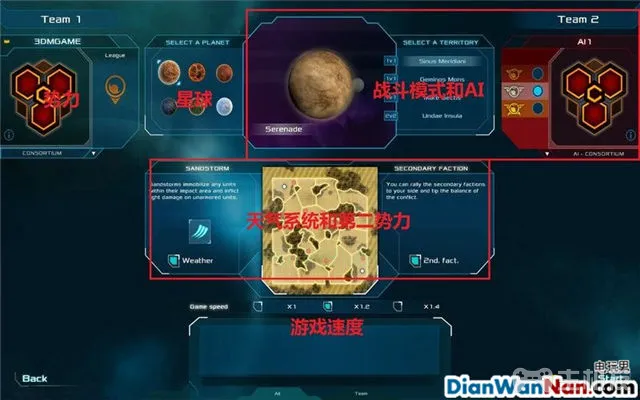 Team 1
Team 2
3DMGAME
League
SELECT A PLANET
SELECT A TERRITORY
AI 1
Sinus Meridiani
Geminos Mons
Undae Insula
势力
星球
战斗模式和AI
1v1
Serenade
CONSORTIUM
AI - CONSORTIUM
SANDSTORM
SECONDARY FACTION
Sandstorms immobilize any units
within their impact area and inflict
light damage on unarmored units.
You can rally the secondary factions
to your side and tip the balance
of the conflict.
天气系统和第二势力
Weather
2nd. fact.
Game speed
X 1
X 1.2
X 1.4
游戏速度
Back
All
Team
电玩男
DianWanNan.com